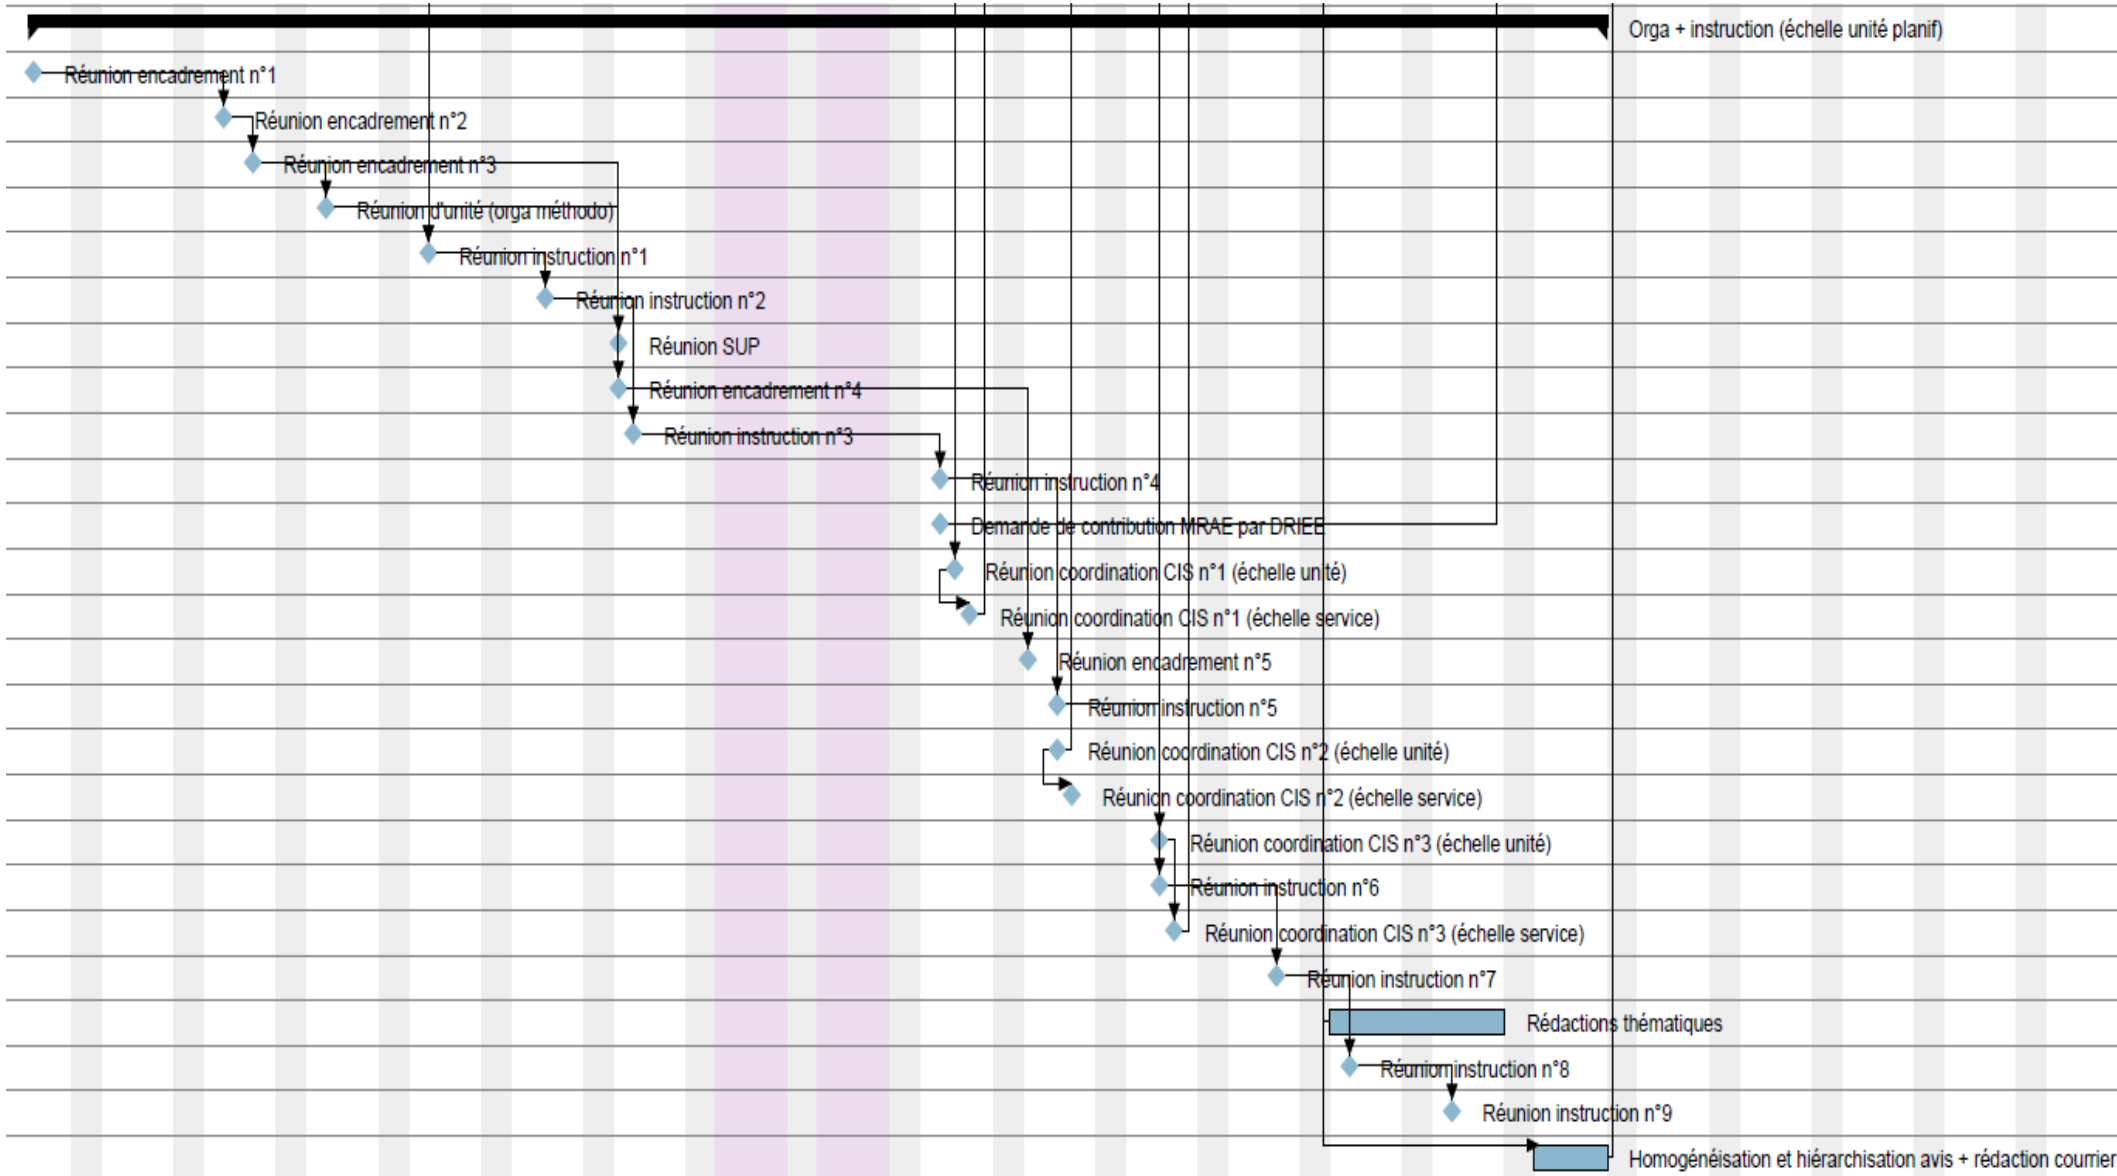 Orga + instruction (échelle unité planif)
Réunion encadrement n°1
Réunion encadrement n°2
Réunion encadrement n°3
Réunion d'unité (orga méthodo)
Réunion instruction n°1
Réunion instruction n°2
Réunion SUP
Réunion encadrement n°4
Réunion instruction n°3
Réunion instruction n°4
Demande de contribution MRAE par DRIEE
Réunion coordination CIS n°1 (échelle unité)
Réunion coordination CIS n°1 (échelle service)
Réunion encadrement n°5
Réunion instruction n°5
Réunion coordination CIS n°2 (échelle unité)
Réunion coordination CIS n°2 (échelle service)
Réunion coordination CIS n°3 (échelle unité)
Réunion instruction n°6
Réunion coordination CIS n°3 (échelle service)
Réunion instruction n°7
Rédactions thématiques
Réunion instruction n°8
Réunion instruction n°9
Homogénéisation et hiérarchisation avis + rédaction courrier